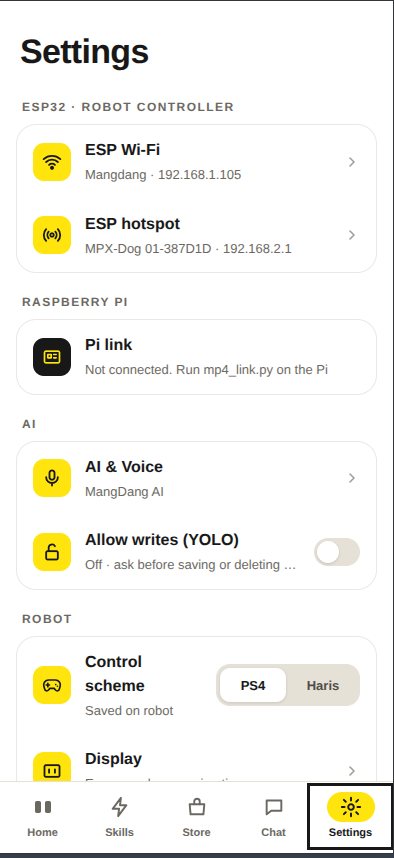 Settings
ESP32 · ROBOT CONTROLLER
ESP Wi-Fi
Mangdang · 192.168.1.105
ESP hotspot
MPX-Dog 01-387D1D · 192.168.2.1
RASPBERRY PI
Pi link
Not connected. Run mp4_link.py on the Pi
AI
AI & Voice
MangDang AI
Allow writes (YOLO)
Off · ask before saving or deleting …
ROBOT
Control
scheme
Saved on robot
PS4 Haris
Display
Home Skills Store Chat Settings